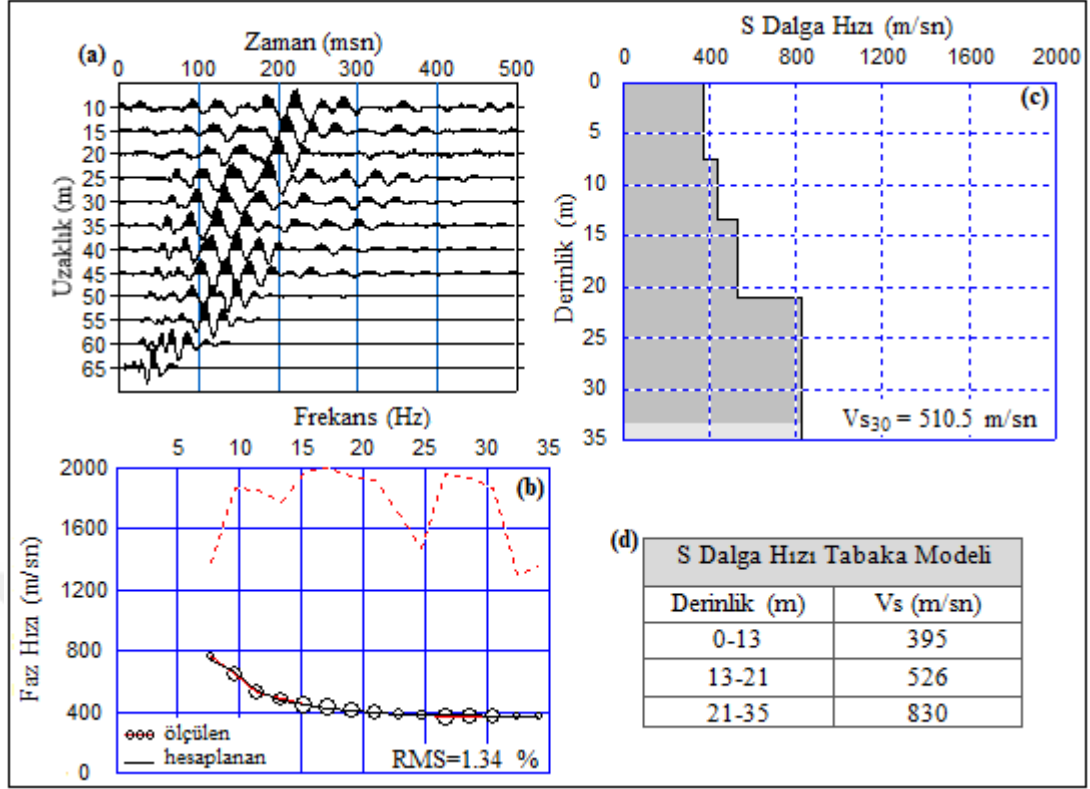 (a)
Zaman (msn)
0 100 200 300 400 500
Uzaklık (m)
10
15
20
25
30
35
40
45
50
55
60
65
S Dalga Hızı (m/sn)
0 400 800 1200 1600 2000
(c)
Derinlik (m)
0
5
10
15
20
25
30
35
Vs30 = 510.5 m/sn
Frekans (Hz)
5 10 15 20 25 30 35
(b)
Faz Hızı (m/sn)
2000
1600
1200
800
400
0
ölçülen
hesaplanan
RMS=1.34 %
(d)
S Dalga Hızı Tabaka Modeli
Derinlik (m) Vs (m/sn)
0-13 395
13-21 526
21-35 830